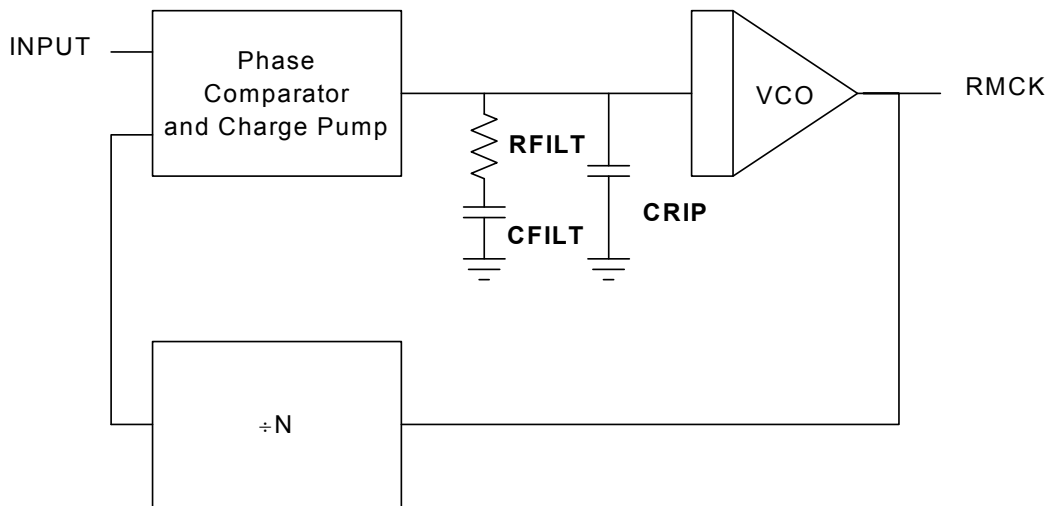 INPUT
Phase
Comparator
and Charge Pump
VCO
RMCK
RFILT
CRIP
CFILT
÷N